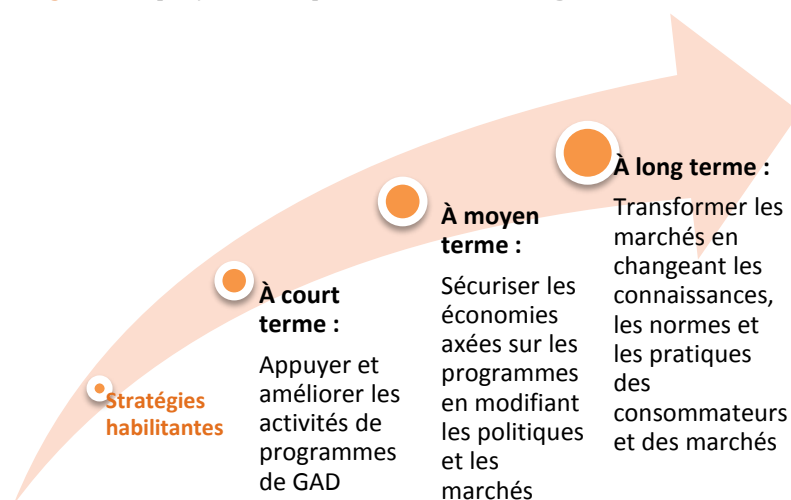 Stratégies
habilitantes
À court
terme :
Appuyer et
améliorer les
activités de
programmes
de GAD
À moyen
terme :
Sécuriser les
économies
axées sur les
programmes
en modifiant
les politiques
et les
marchés
À long terme :
Transformer les
marchés en
changeant les
connaissances,
les normes et
les pratiques
des
consommateurs
et des marchés